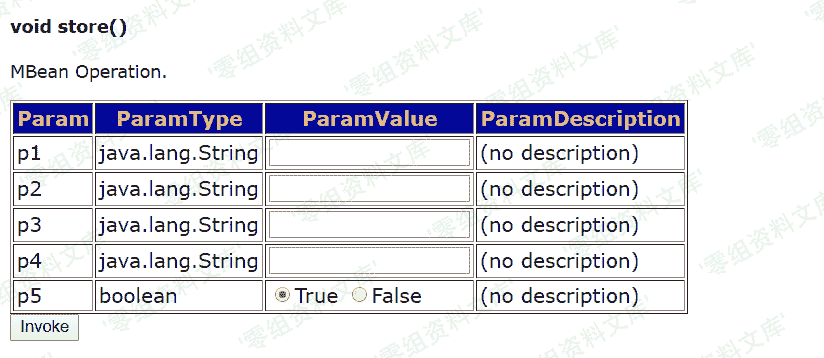 void store()
MBean Operation.
Param ParamType ParamValue ParamDescription
p1 java.lang.String (no description)
p2 java.lang.String (no description)
p3 java.lang.String (no description)
p4 java.lang.String (no description)
p5 boolean True False (no description)
Invoke
'零组资料文库'